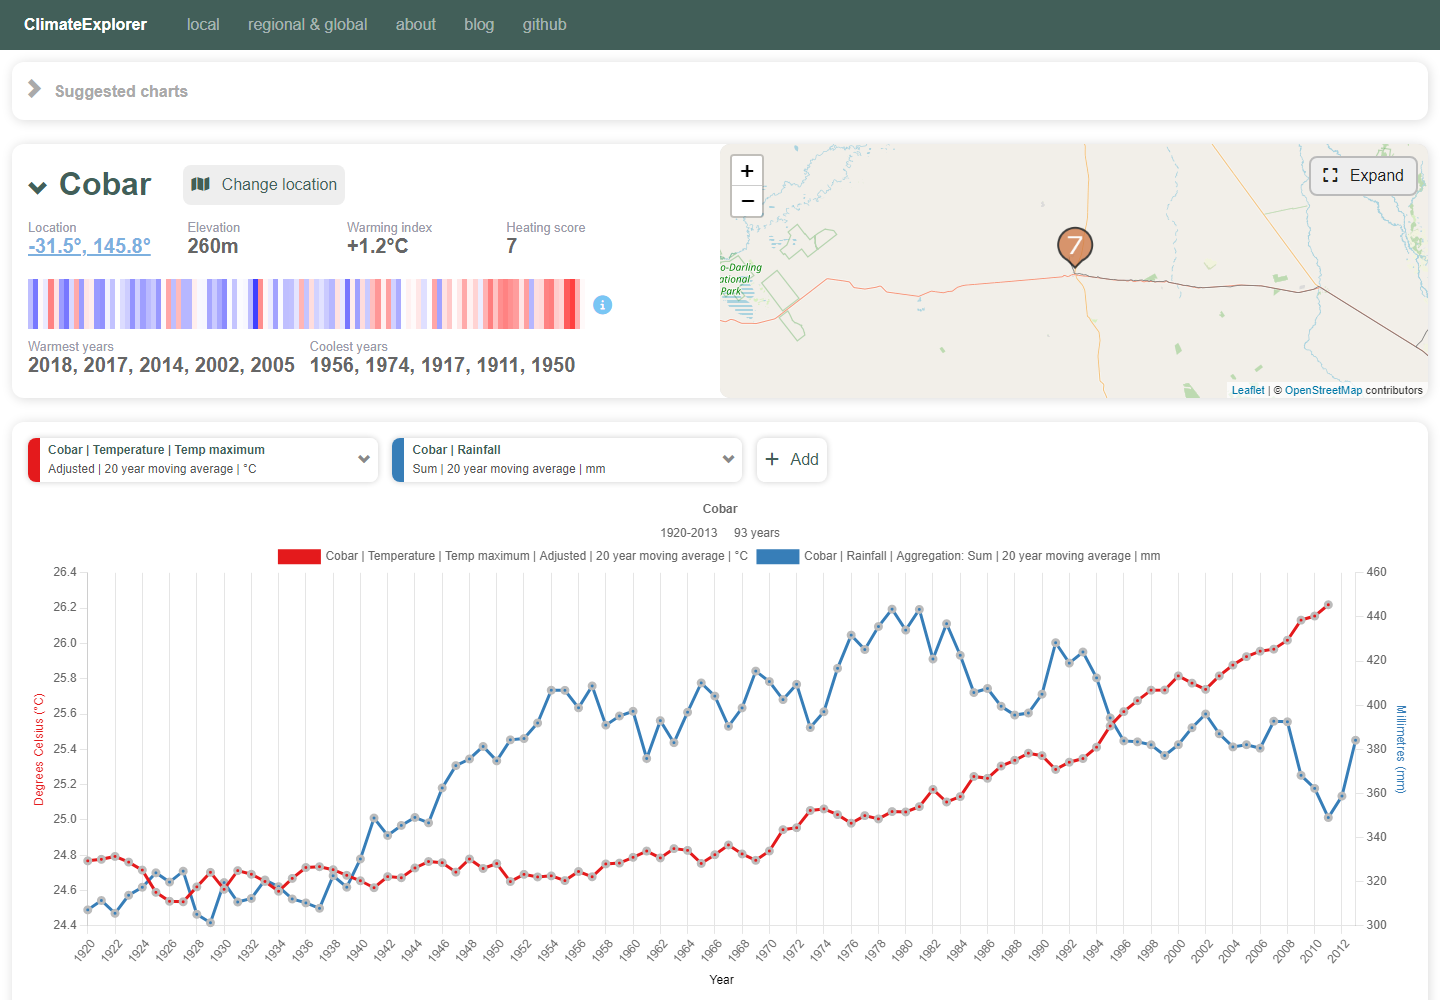 ClimateExplorer local regional & global about blog github
Suggested charts
Cobar Change location
Location Elevation Warming index Heating score
-31.5°, 145.8° 260m +1.2°C 7
Warmest years Coolest years
2018, 2017, 2014, 2002, 2005 1956, 1974, 1917, 1911, 1950
+
−
Expand
7
o-Darling
ational
Park
Leaflet | © OpenStreetMap contributors
Cobar | Temperature | Temp maximum
Adjusted | 20 year moving average | °C
Cobar | Rainfall
Sum | 20 year moving average | mm
+ Add
Cobar
1920-2013 93 years
Cobar | Temperature | Temp maximum | Adjusted | 20 year moving average | °C Cobar | Rainfall | Aggregation: Sum | 20 year moving average | mm
Degrees Celsius (°C)
26.4
26.2
26.0
25.8
25.6
25.4
25.2
25.0
24.8
24.6
24.4
460
440
420
400
380
360
340
320
300
Millimetres (mm)
1920 1922 1924 1926 1928 1930 1932 1934 1936 1938 1940 1942 1944 1946 1948 1950 1952 1954 1956 1958 1960 1962 1964 1966 1968 1970 1972 1974 1976 1978 1980 1982 1984 1986 1988 1990 1992 1994 1996 1998 2000 2002 2004 2006 2008 2010 2012
Year